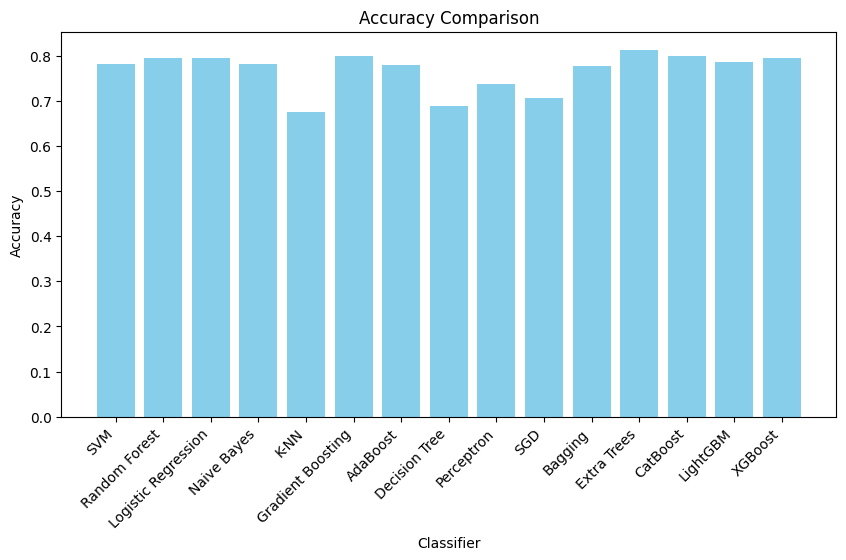 Accuracy Comparison
Accuracy
0.8
0.7
0.6
0.5
0.4
0.3
0.2
0.1
0.0
SVM
Random Forest
Logistic Regression
Naive Bayes
K-NN
Gradient Boosting
AdaBoost
Decision Tree
Perceptron
SGD
Bagging
Extra Trees
CatBoost
LightGBM
XGBoost
Classifier